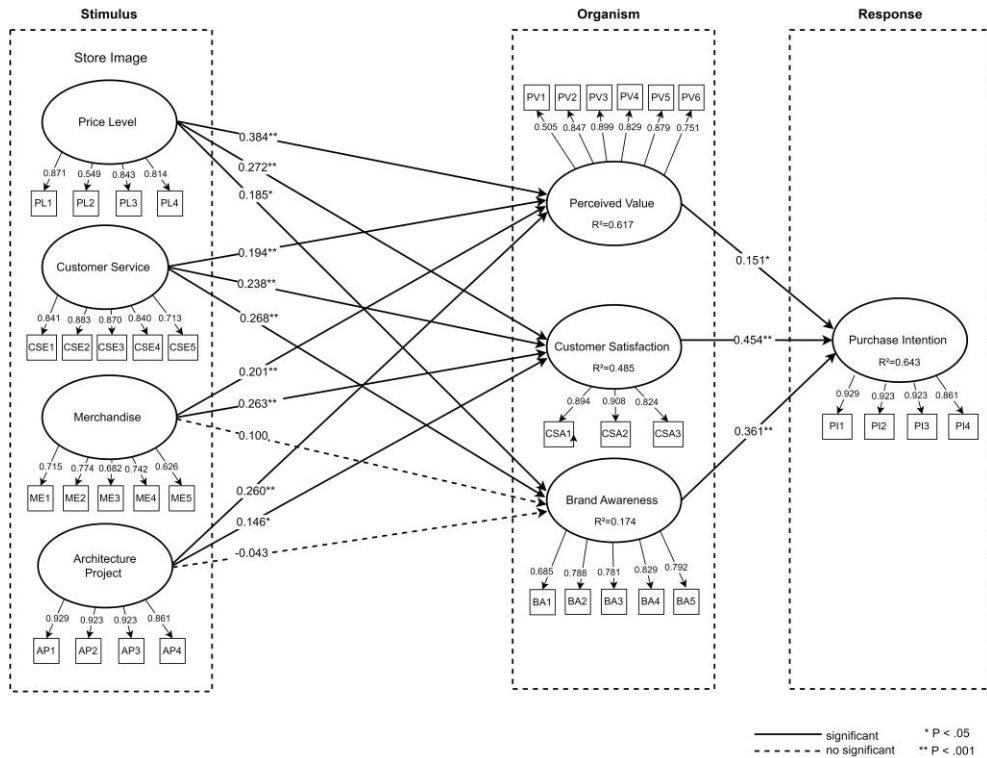 Stimulus
Organism
Response
Store Image
Price Level
0.871
0.549
0.843
0.814
PL1
PL2
PL3
PL4
Customer Service
0.841
0.883
0.870
0.840
0.713
CSE1
CSE2
CSE3
CSE4
CSE5
Merchandise
0.715
0.774
0.682
0.742
0.626
ME1
ME2
ME3
ME4
ME5
Architecture
Project
0.929
0.923
0.923
0.861
AP1
AP2
AP3
AP4
0.384**
0.272**
0.185*
0.194**
0.238**
0.268**
0.201**
0.263**
0.100
0.260**
0.146*
-0.043
PV1
PV2
PV3
PV4
PV5
PV6
0.505
0.847
0.899
0.829
0.879
0.751
Perceived Value
R²=0.617
Customer Satisfaction
R²=0.485
0.894
0.908
0.824
CSA1
CSA2
CSA3
Brand Awareness
R²=0.174
0.685
0.788
0.781
0.829
0.792
BA1
BA2
BA3
BA4
BA5
0.151*
0.454**
0.361**
Purchase Intention
R²=0.643
0.929
0.923
0.923
0.861
PI1
PI2
PI3
PI4
significant
* P < .05
no significant
** P < .001